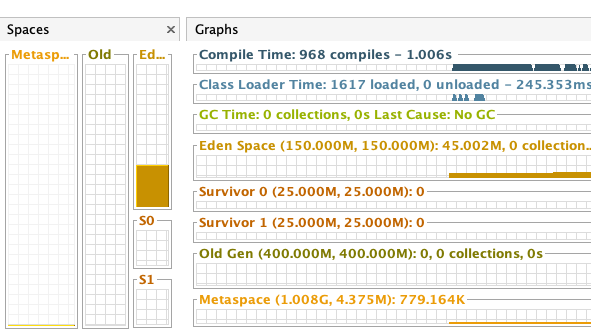 Spaces
Graphs
Metasp...
Old
Ed...
S0
S1
Compile Time: 968 compiles - 1.006s
Class Loader Time: 1617 loaded, 0 unloaded - 245.353ms
GC Time: 0 collections, 0s Last Cause: No GC
Eden Space (150.000M, 150.000M): 45.002M, 0 collection...
Survivor 0 (25.000M, 25.000M): 0
Survivor 1 (25.000M, 25.000M): 0
Old Gen (400.000M, 400.000M): 0, 0 collections, 0s
Metaspace (1.008G, 4.375M): 779.164K